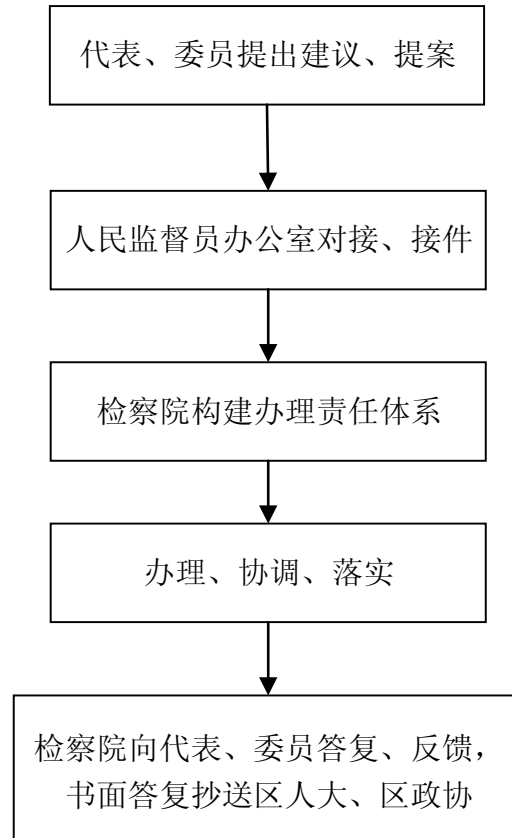 代表、委员提出建议、提案
人民监督员办公室对接、接件
检察院构建办理责任体系
办理、协调、落实
检察院向代表、委员答复、反馈，
书面答复抄送区人大、区政协